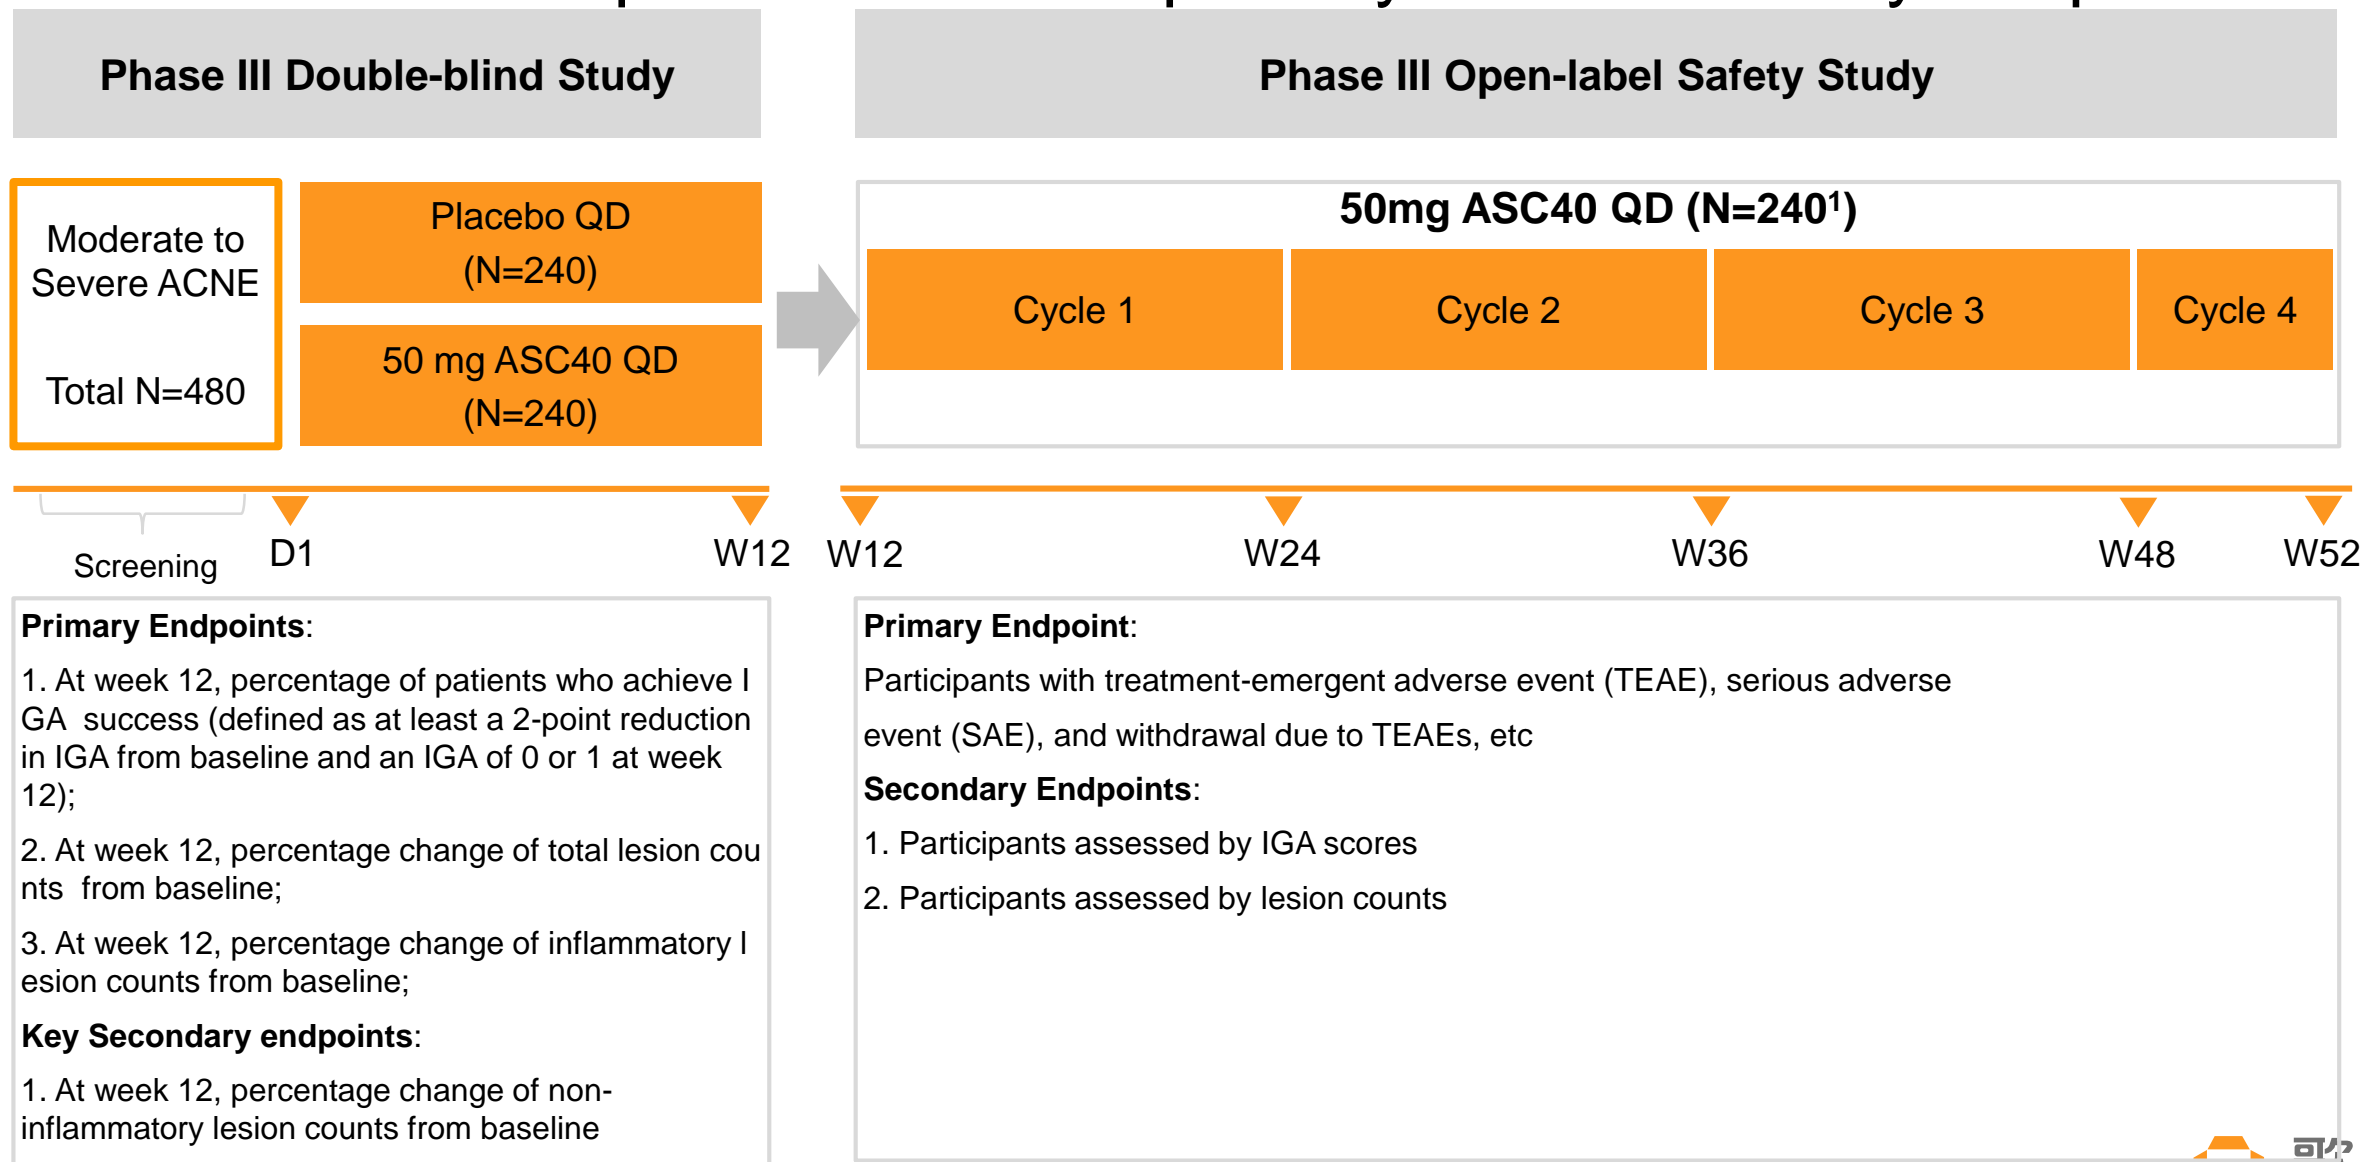 Phase III Double-blind Study
Phase III Open-label Safety Study
Moderate to
Severe ACNE
Total N=480
Placebo QD
(N=240)
50 mg ASC40 QD
(N=240)
50mg ASC40 QD (N=240¹)
Cycle 1
Cycle 2
Cycle 3
Cycle 4
Screening
D1
W12
W12
W24
W36
W48
W52
Primary Endpoints:
1. At week 12, percentage of patients who achieve I
GA  success (defined as at least a 2-point reduction
in IGA from baseline and an IGA of 0 or 1 at week
12);
2. At week 12, percentage change of total lesion cou
nts  from baseline;
3. At week 12, percentage change of inflammatory l
esion counts from baseline;
Key Secondary endpoints:
1. At week 12, percentage change of non-
inflammatory lesion counts from baseline
Primary Endpoint:
Participants with treatment-emergent adverse event (TEAE), serious adverse
event (SAE), and withdrawal due to TEAEs, etc
Secondary Endpoints:
1. Participants assessed by IGA scores
2. Participants assessed by lesion counts